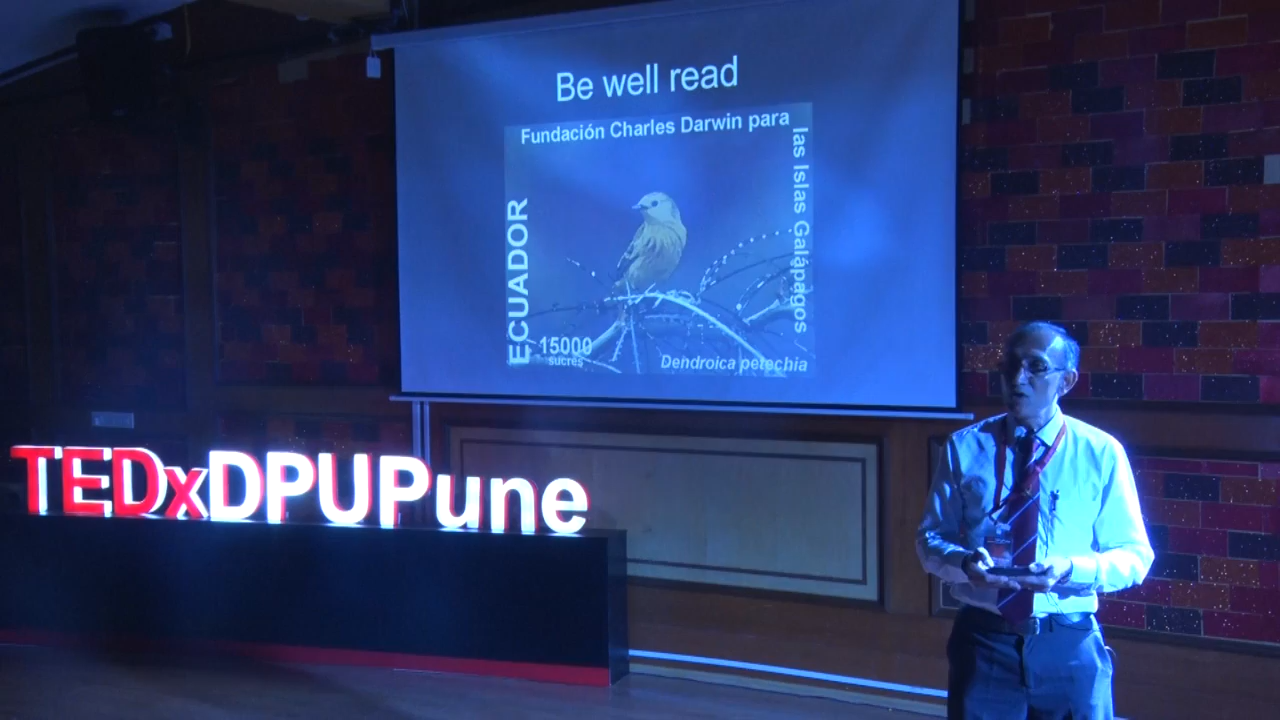 Be well read
Fundación Charles Darwin para
las Islas Galápagos
ECUADOR
15000
sucres
Dendroica petechia
TEDxDPUPune